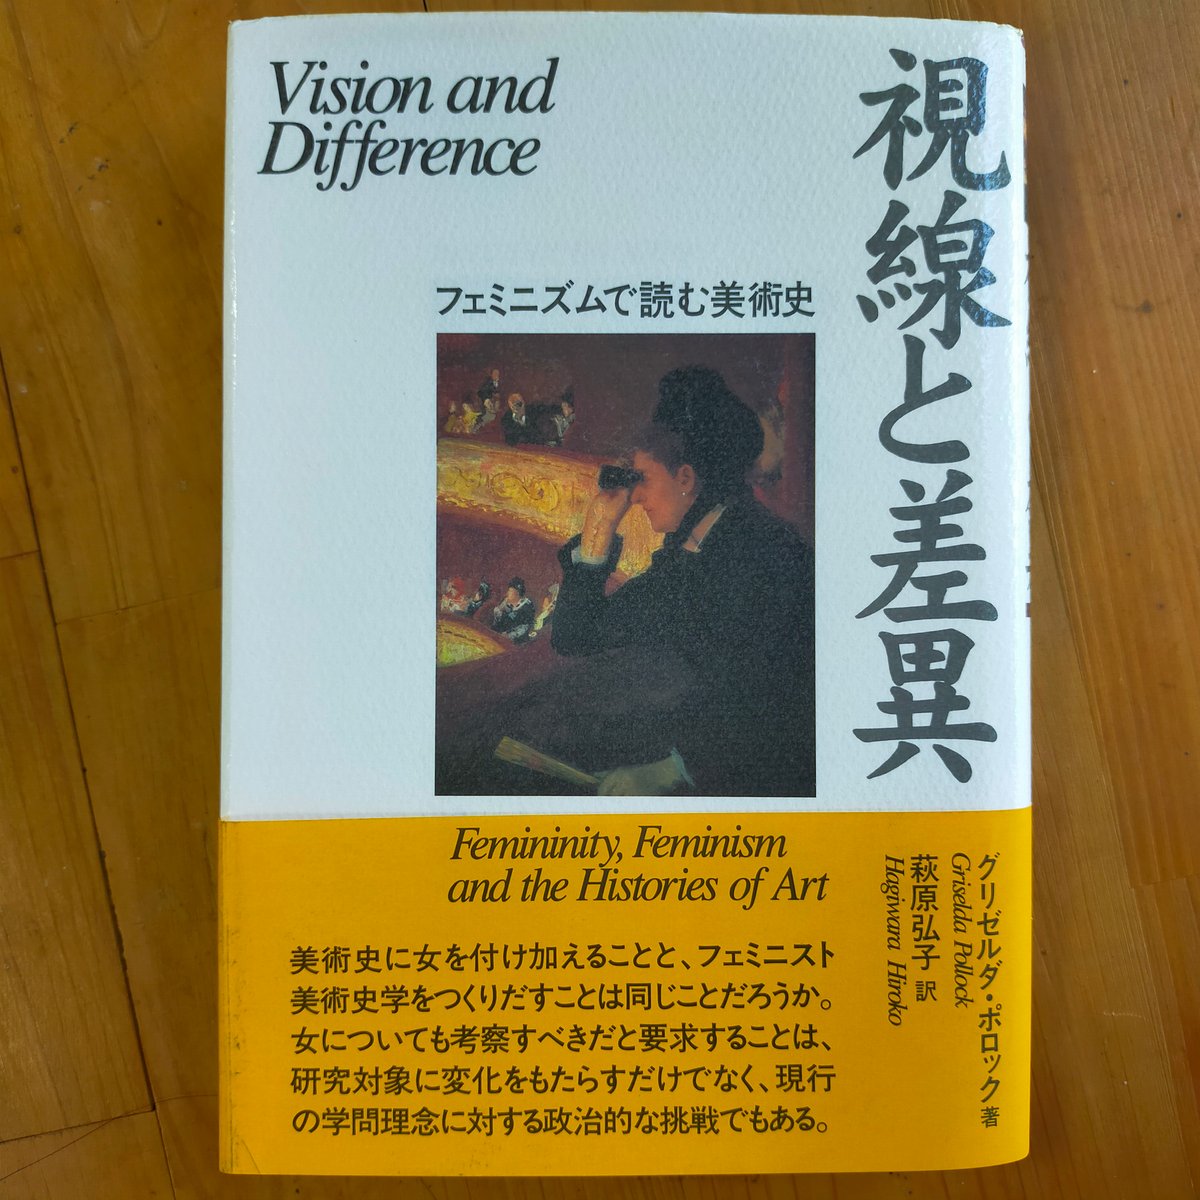 Vision and
Difference
視線と差異
フェミニズムで読む美術史
Femininity, Feminism
and the Histories of Art
グリゼルダ・ポロック 著
Griselda Pollock
萩原弘子 訳
Hagiwara Hiroko
美術史に女を付け加えることと、フェミニスト
美術史学をつくりだすことは同じことだろうか。
女についても考察すべきだと要求することは、
研究対象に変化をもたらすだけでなく、現行
の学問理念に対する政治的な挑戦でもある。